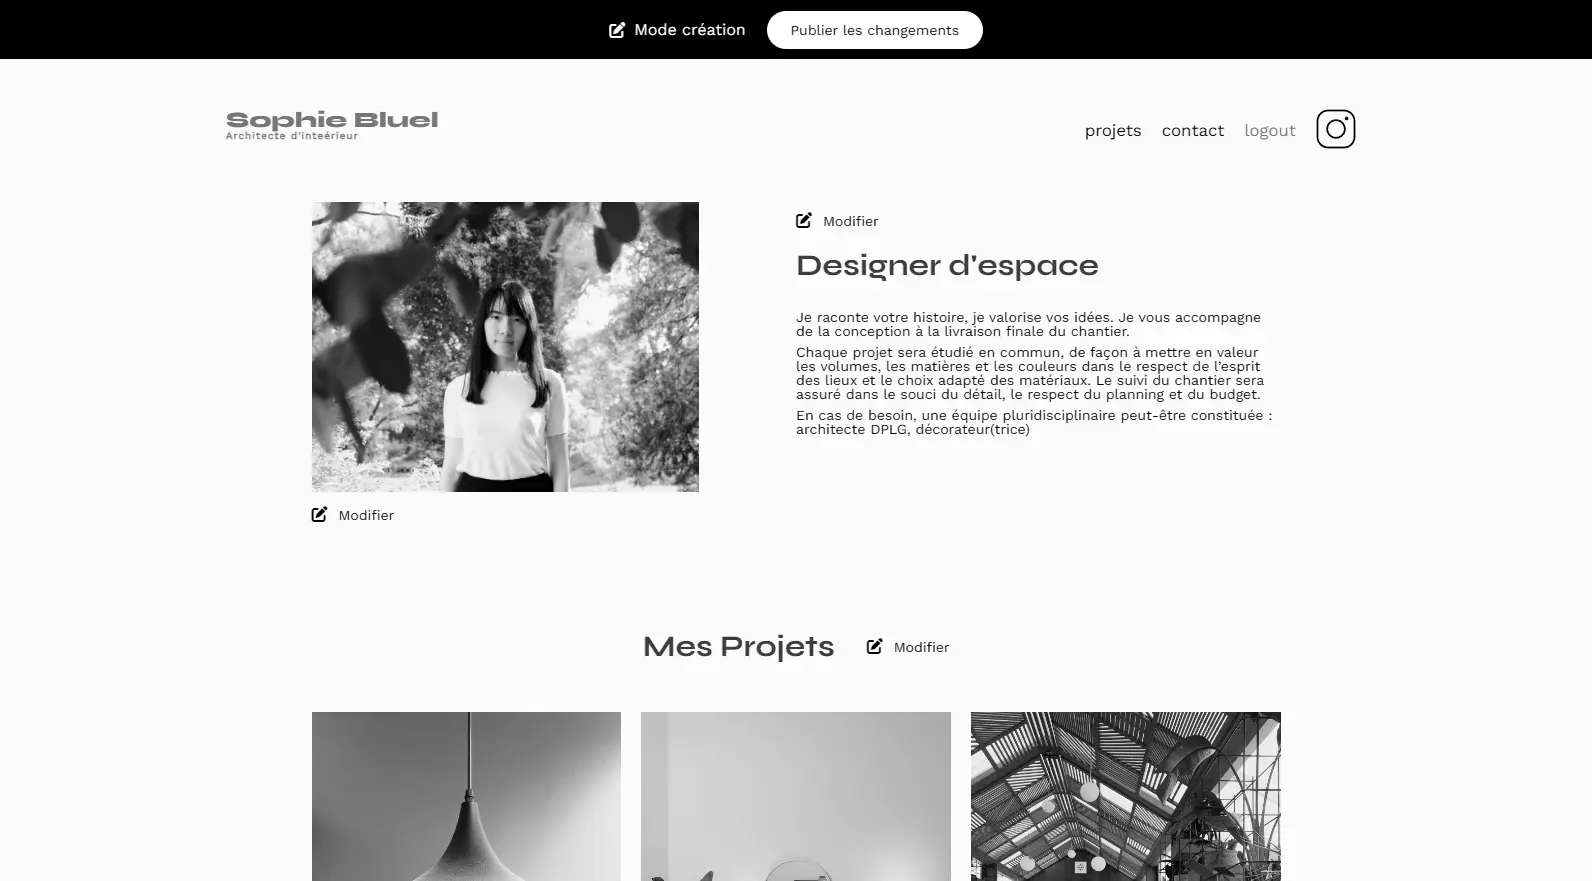 Mode création
Publier les changements
Sophie Bluel
Architecte d'inteérieur
projets
contact
logout
Modifier
Designer d'espace
Je raconte votre histoire, je valorise vos idées. Je vous accompagne
de la conception à la livraison finale du chantier.
Chaque projet sera étudié en commun, de façon à mettre en valeur
les volumes, les matières et les couleurs dans le respect de l’esprit
des lieux et le choix adapté des matériaux. Le suivi du chantier sera
assuré dans le souci du détail, le respect du planning et du budget.
En cas de besoin, une équipe pluridisciplinaire peut-être constituée :
architecte DPLG, décorateur(trice)
Modifier
Mes Projets
Modifier